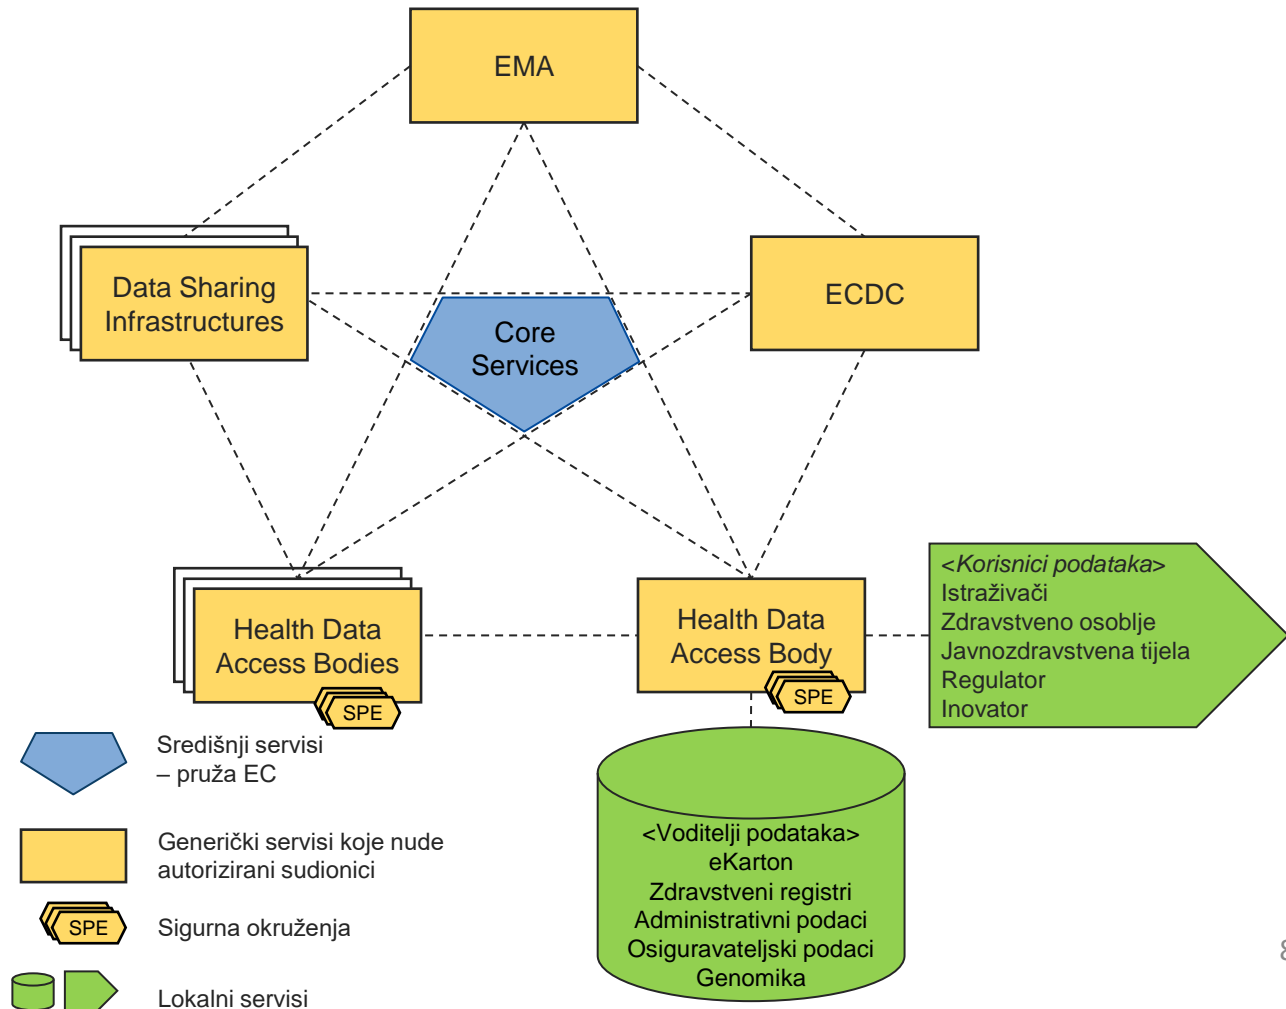 EMA
Data Sharing
Infrastructures
ECDC
Core
Services
Health Data
Access Bodies
SPE
Health Data
Access Body
SPE
<Korisnici podataka>
Istraživači
Zdravstveno osoblje
Javnozdravstvena tijela
Regulator
Inovator
<Voditelji podataka>
eKarton
Zdravstveni registri
Administrativni podaci
Osiguravateljski podaci
Genomika
Središnji servisi
– pruža EC
Generički servisi koje nude
autorizirani sudionici
SPE
Sigurna okruženja
Lokalni servisi